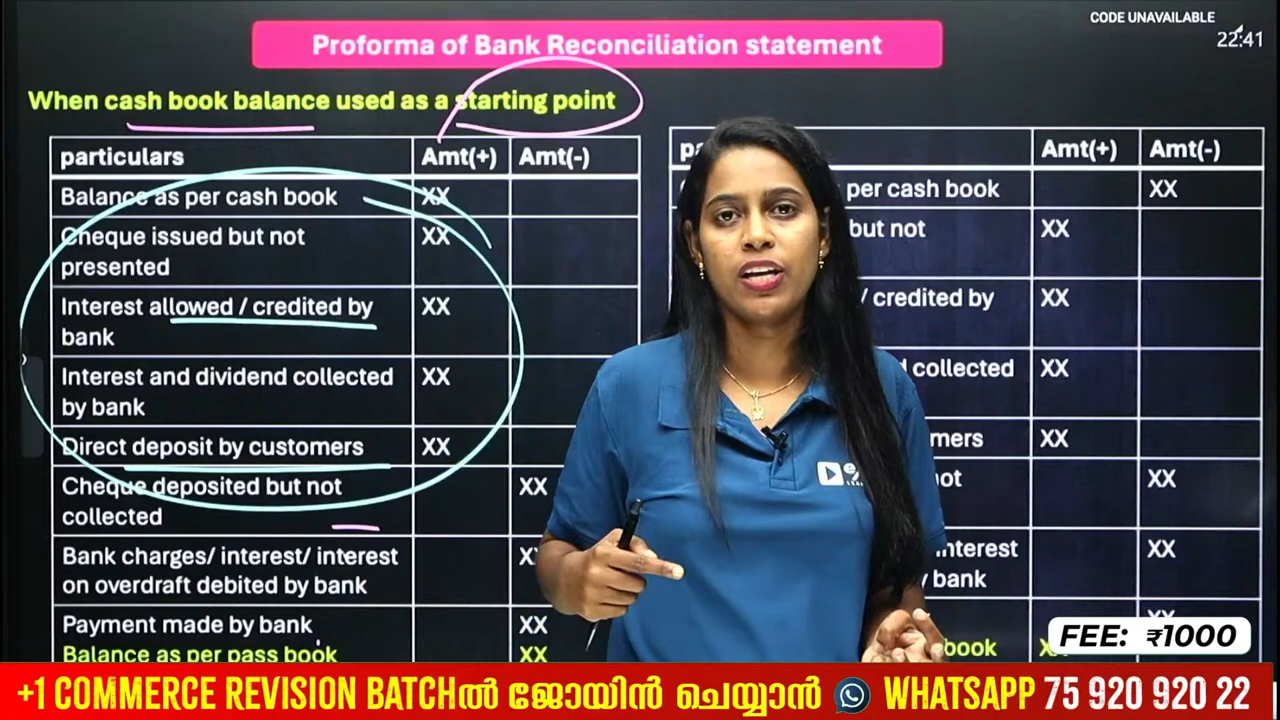 CODE UNAVAILABLE
22:41
Proforma of Bank Reconciliation statement
When cash book balance used as a starting point
particulars Amt(+) Amt(-)
Balance as per cash book XX
Cheque issued but not
presented XX
Interest allowed / credited by
bank XX
Interest and dividend collected
by bank XX
Direct deposit by customers XX
Cheque deposited but not
collected XX
Bank charges/ interest/ interest
on overdraft debited by bank
Payment made by bank XX
Balance as per pass book XX
Amt(+) Amt(-)
per cash book XX
but not XX
/ credited by XX
collected XX
XX
XX
interest XX
bank
book
FEE: ₹1000
+1 COMMERCE REVISION BATCHൽ ജോയിൻ ചെയ്യാൻ WHATSAPP 75 920 920 22